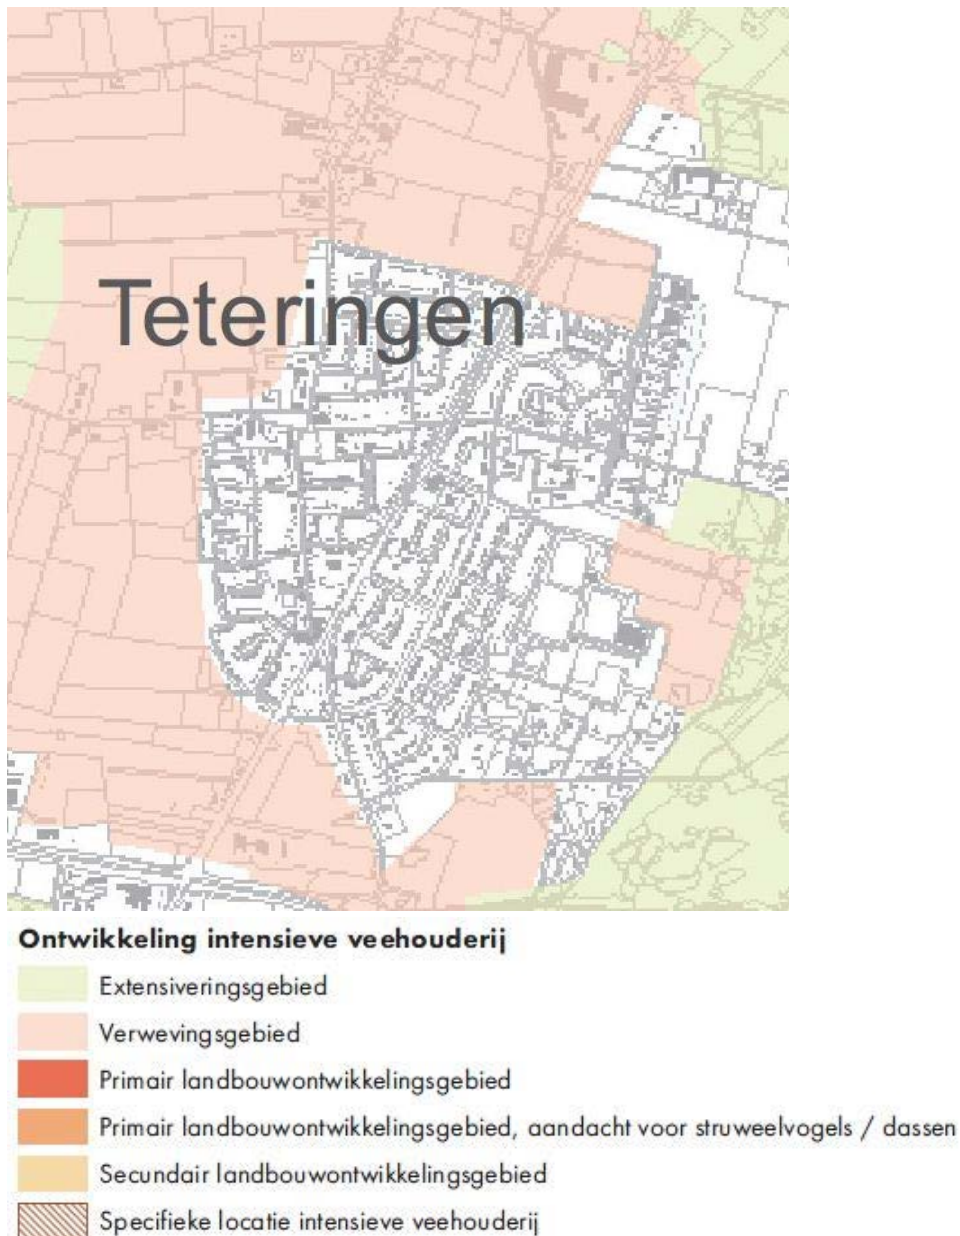 Teteringen
Ontwikkeling intensieve veehouderij
Extensiveringsgebied
Verwevingsgebied
Primair landbouwontwikkelingsgebied
Primair landbouwontwikkelingsgebied, aandacht voor struweelvogels / dassen
Secundair landbouwontwikkelingsgebied
Specifieke locatie intensieve veehouderij